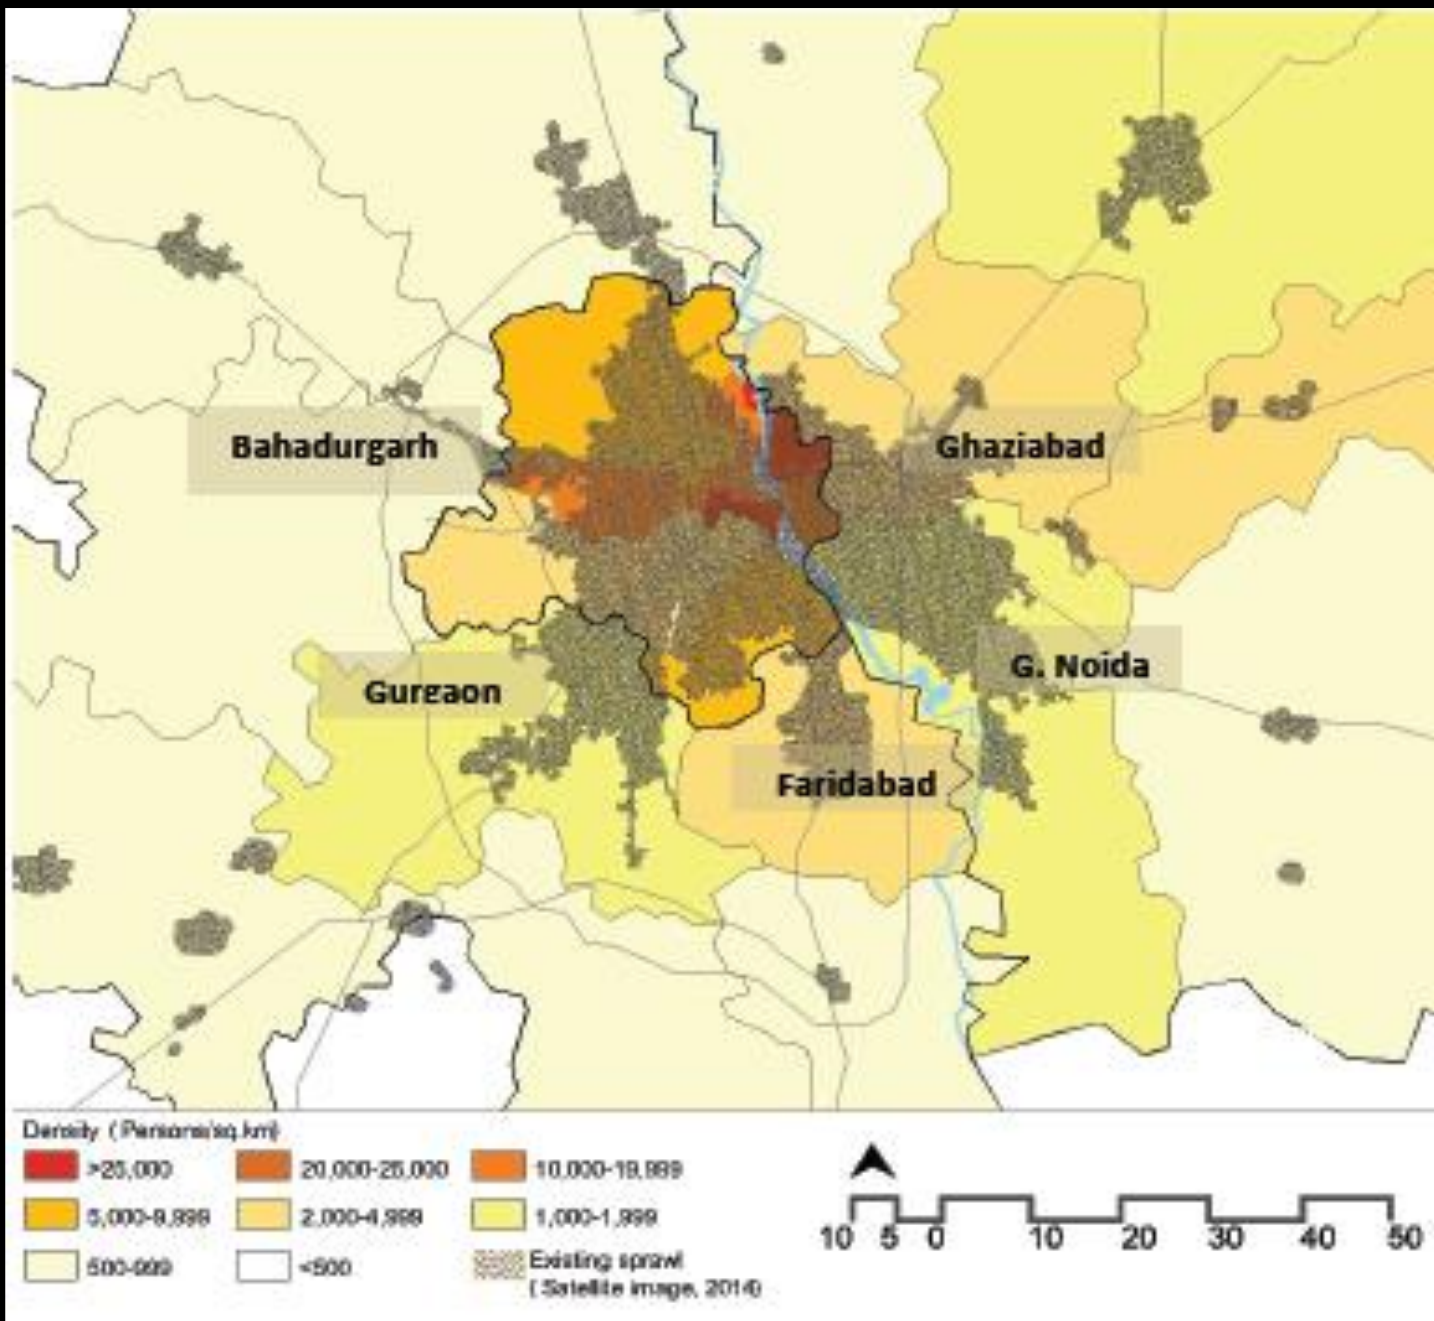 Bahadurgarh
Ghaziabad
Gurgaon
G. Noida
Faridabad
Density ( Persons/sq.km)
>25,000
20,000-25,000
10,000-19,999
5,000-9,999
2,000-4,999
1,000-1,999
500-999
<500
Existing sprawl
( Satellite image, 2014)
10 5 0 10 20 30 40 50